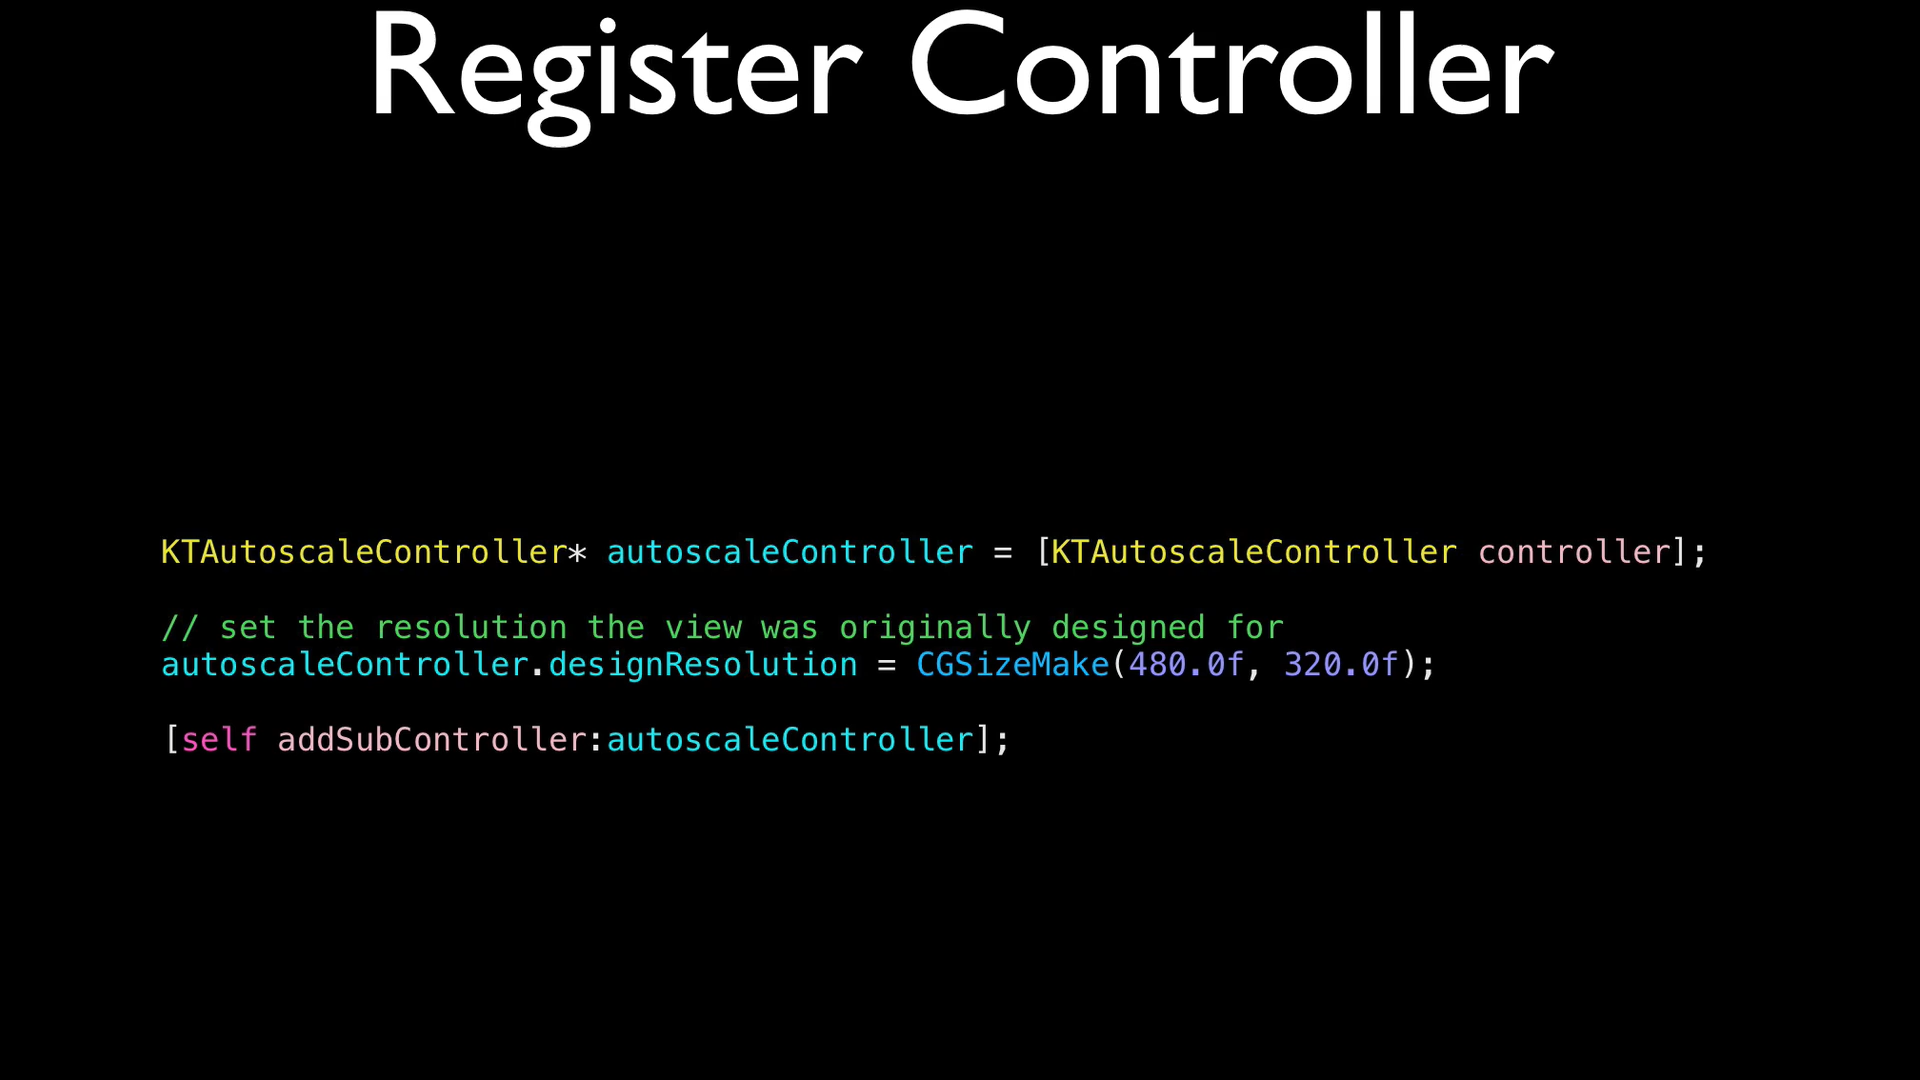 Register Controller
KTAutoscaleController* autoscaleController = [KTAutoscaleController controller];
// set the resolution the view was originally designed for
autoscaleController.designResolution = CGSizeMake(480.0f, 320.0f);
[self addSubController:autoscaleController];